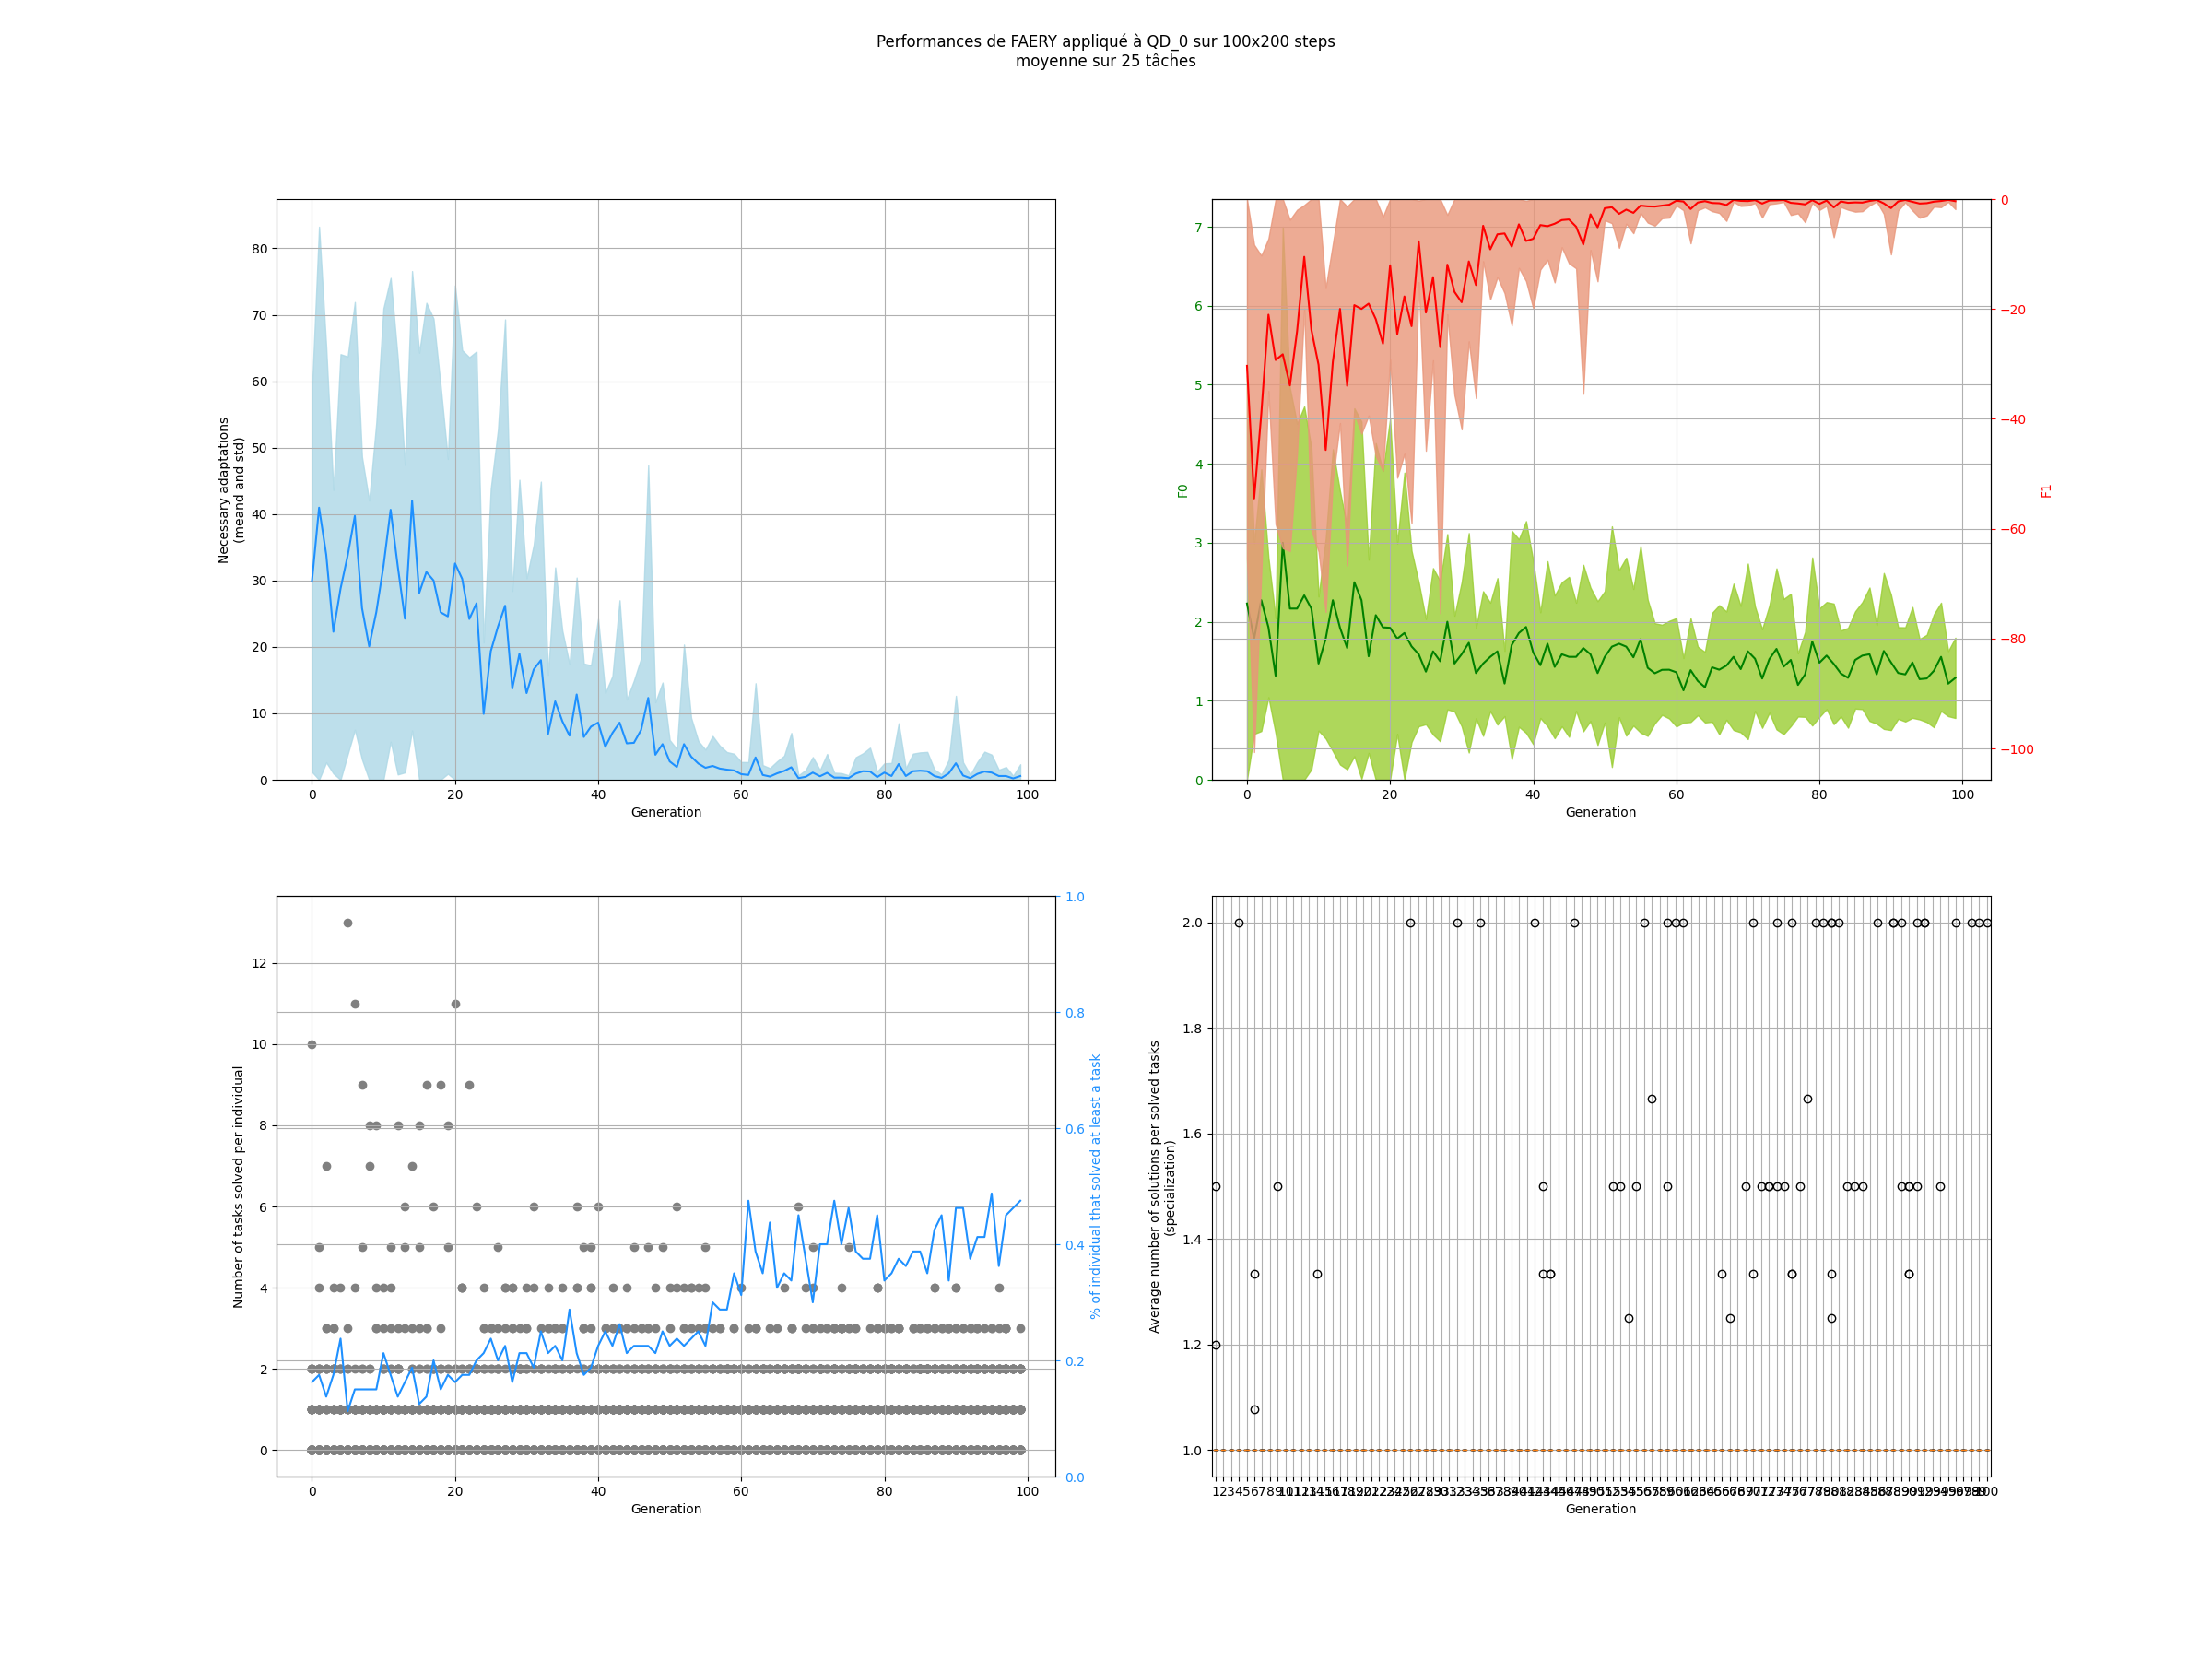 Performances de FAERY appliqué à QD_0 sur 100x200 steps
moyenne sur 25 tâches
80
70
60
50
40
30
20
10
0
Necessary adaptations
(meand and std)
0 20 40 60 80 100
Generation
7
6
5
4
3
2
1
0
F0
0
−20
−40
−60
−80
−100
F1
0 20 40 60 80 100
Generation
12
10
8
6
4
2
0
Number of tasks solved per individual
1.0
0.8
0.6
0.4
0.2
0.0
% of individual that solved at least a task
0 20 40 60 80 100
Generation
2.0
1.8
1.6
1.4
1.2
1.0
Average number of solutions per solved tasks
(specialization)
Generation